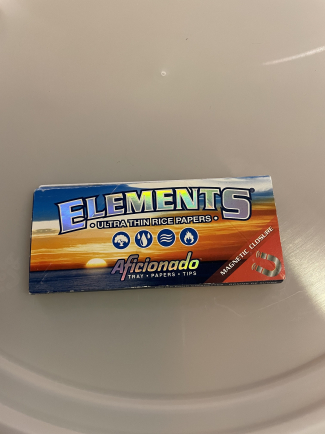 ELEMENTS®
• ULTRA THIN RICE PAPERS •
Aficionado
TRAY • PAPERS • TIPS
MAGNETIC CLOSURE